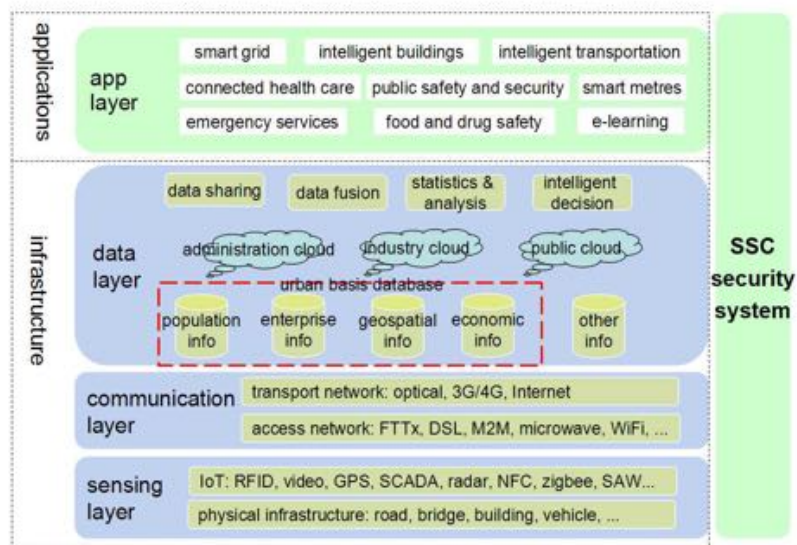 applications
app
layer
smart grid
intelligent buildings
intelligent transportation
connected health care
public safety and security
smart metres
emergency services
food and drug safety
e-learning
infrastructure
data
layer
data sharing
data fusion
statistics &
analysis
intelligent
decision
administration cloud
industry cloud
public cloud
urban basis database
population
info
enterprise
info
geospatial
info
economic
info
other
info
communication
layer
transport network: optical, 3G/4G, Internet
access network: FTTx, DSL, M2M, microwave, WiFi, ...
sensing
layer
IoT: RFID, video, GPS, SCADA, radar, NFC, zigbee, SAW...
physical infrastructure: road, bridge, building, vehicle, ...
SSC
security
system